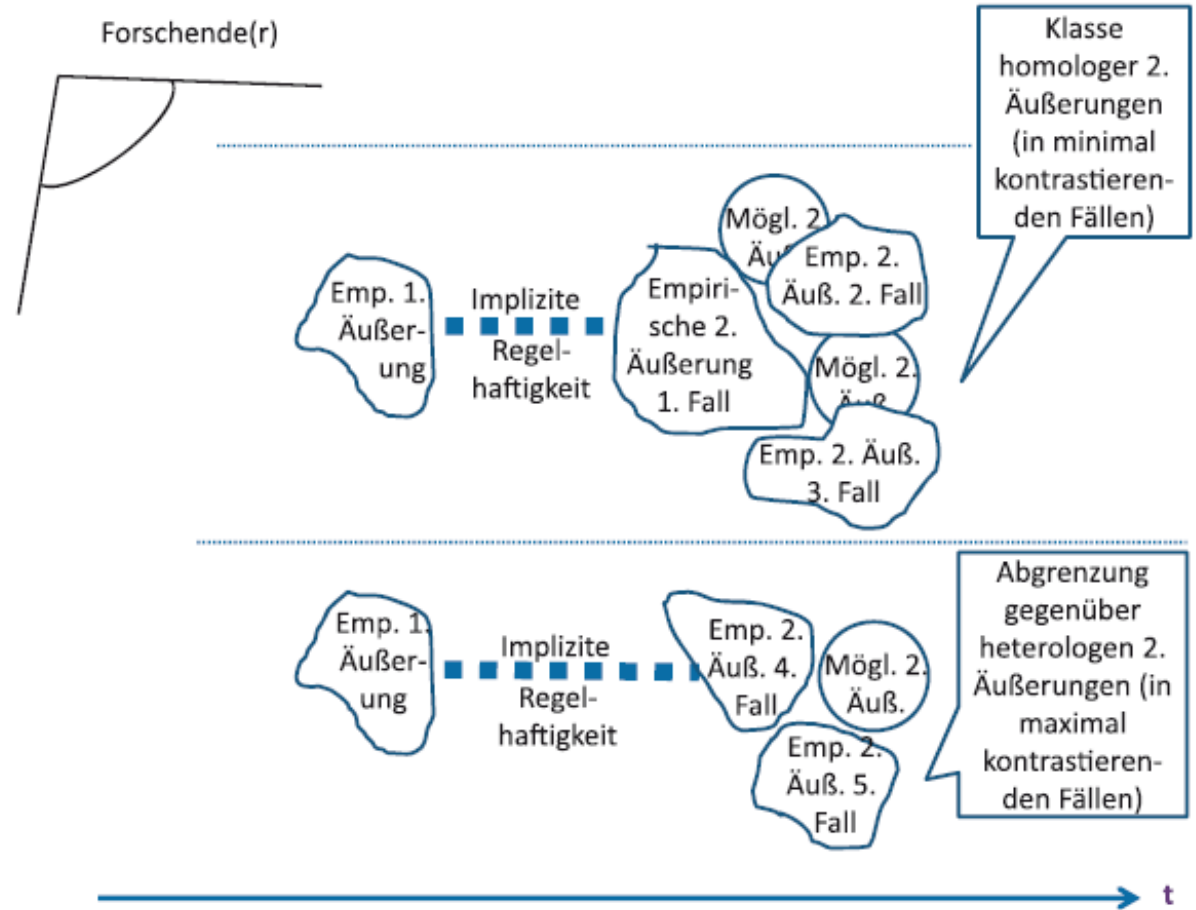 Forschende(r)
Klasse
homologer 2.
Äußerungen
(in minimal
kontrastieren-
den Fällen)
Emp. 1.
Äußer-
ung
Implizite
Regel-
haftigkeit
Empiri-
sche 2.
Äußerung
1. Fall
Mögl. 2
Äu
Emp. 2.
Äuß. 2. Fall
Mögl. 2.
Äuß.
Emp. 2. Äuß.
3. Fall
Emp. 1.
Äußer-
ung
Implizite
Regel-
haftigkeit
Emp. 2.
Äuß. 4.
Fall
Mögl. 2.
Äuß.
Emp. 2.
Äuß. 5.
Fall
Abgrenzung
gegenüber
heterologen 2.
Äußerungen (in
maximal
kontrastieren-
den Fällen)
t